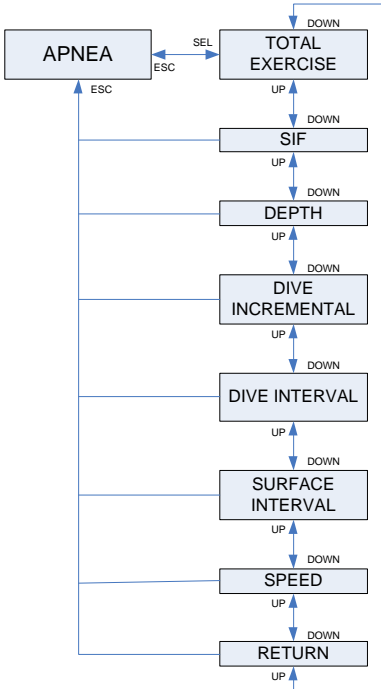 DOWN
APNEA
SEL
ESC
TOTAL
EXERCISE
ESC
UP
DOWN
SIF
UP
DOWN
DEPTH
UP
DOWN
DIVE
INCREMENTAL
UP
DOWN
DIVE INTERVAL
UP
DOWN
SURFACE
INTERVAL
UP
DOWN
SPEED
UP
DOWN
RETURN
UP